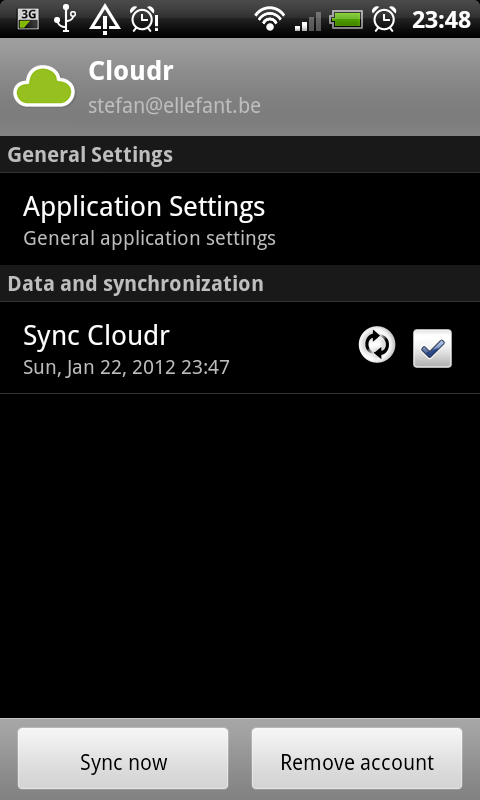 3G
23:48
Cloudr
stefan@ellefant.be
General Settings
Application Settings
General application settings
Data and synchronization
Sync Cloudr
Sun, Jan 22, 2012 23:47
Sync now
Remove account